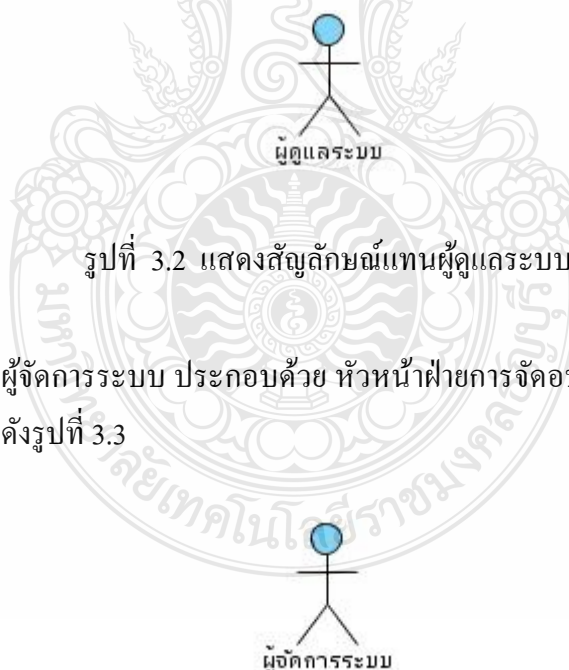 ผู้ดูแลระบบ
รูปที่ 3.2 แสดงสัญลักษณ์แทนผู้ดูแลระบบ
ผู้จัดการระบบ ประกอบด้วย หัวหน้าฝ่ายการจัด
ดังรูปที่ 3.3
ผู้จัดการระบบ